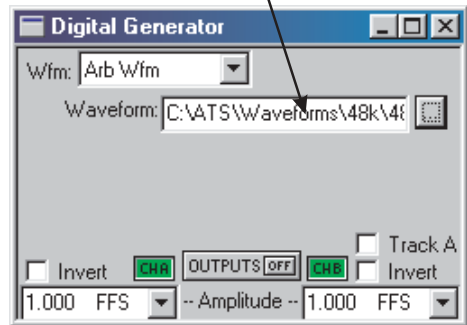 Digital Generator
Wfm: Arb Wfm
Waveform: C:\ATS\Waveforms\48k\48
Track A
Invert CHA OUTPUTS OFF CHB Invert
1.000 FFS -- Amplitude -- 1.000 FFS